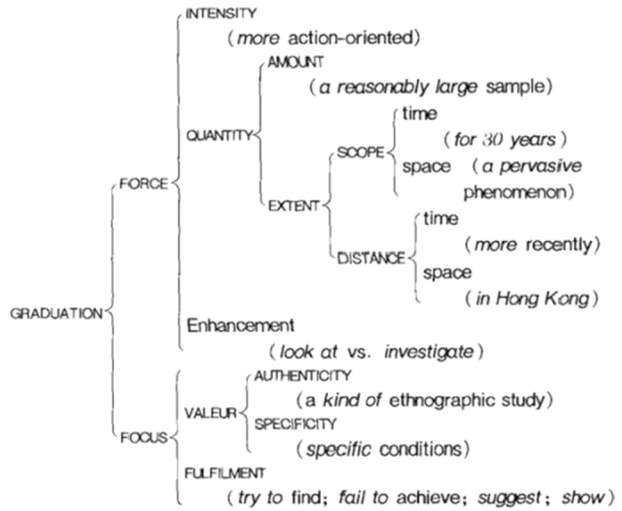 INTENSITY
(more action-oriented)
AMOUNT
(a reasonably large sample)
time
QUANTITY
(for 30 years)
SCOPE
space (a pervasive
FORCE
phenomenon)
EXTENT
time
(more recently)
DISTANCE
space
(in Hong Kong)
GRADUATION
Enhancement
(look at vs. investigate)
AUTHENTICITY
(a kind of ethnographic study)
VALEUR
SPECIFICITY
FOCUS
(specific conditions)
FULFILMENT
(try to find; fail to achieve; suggest; show)